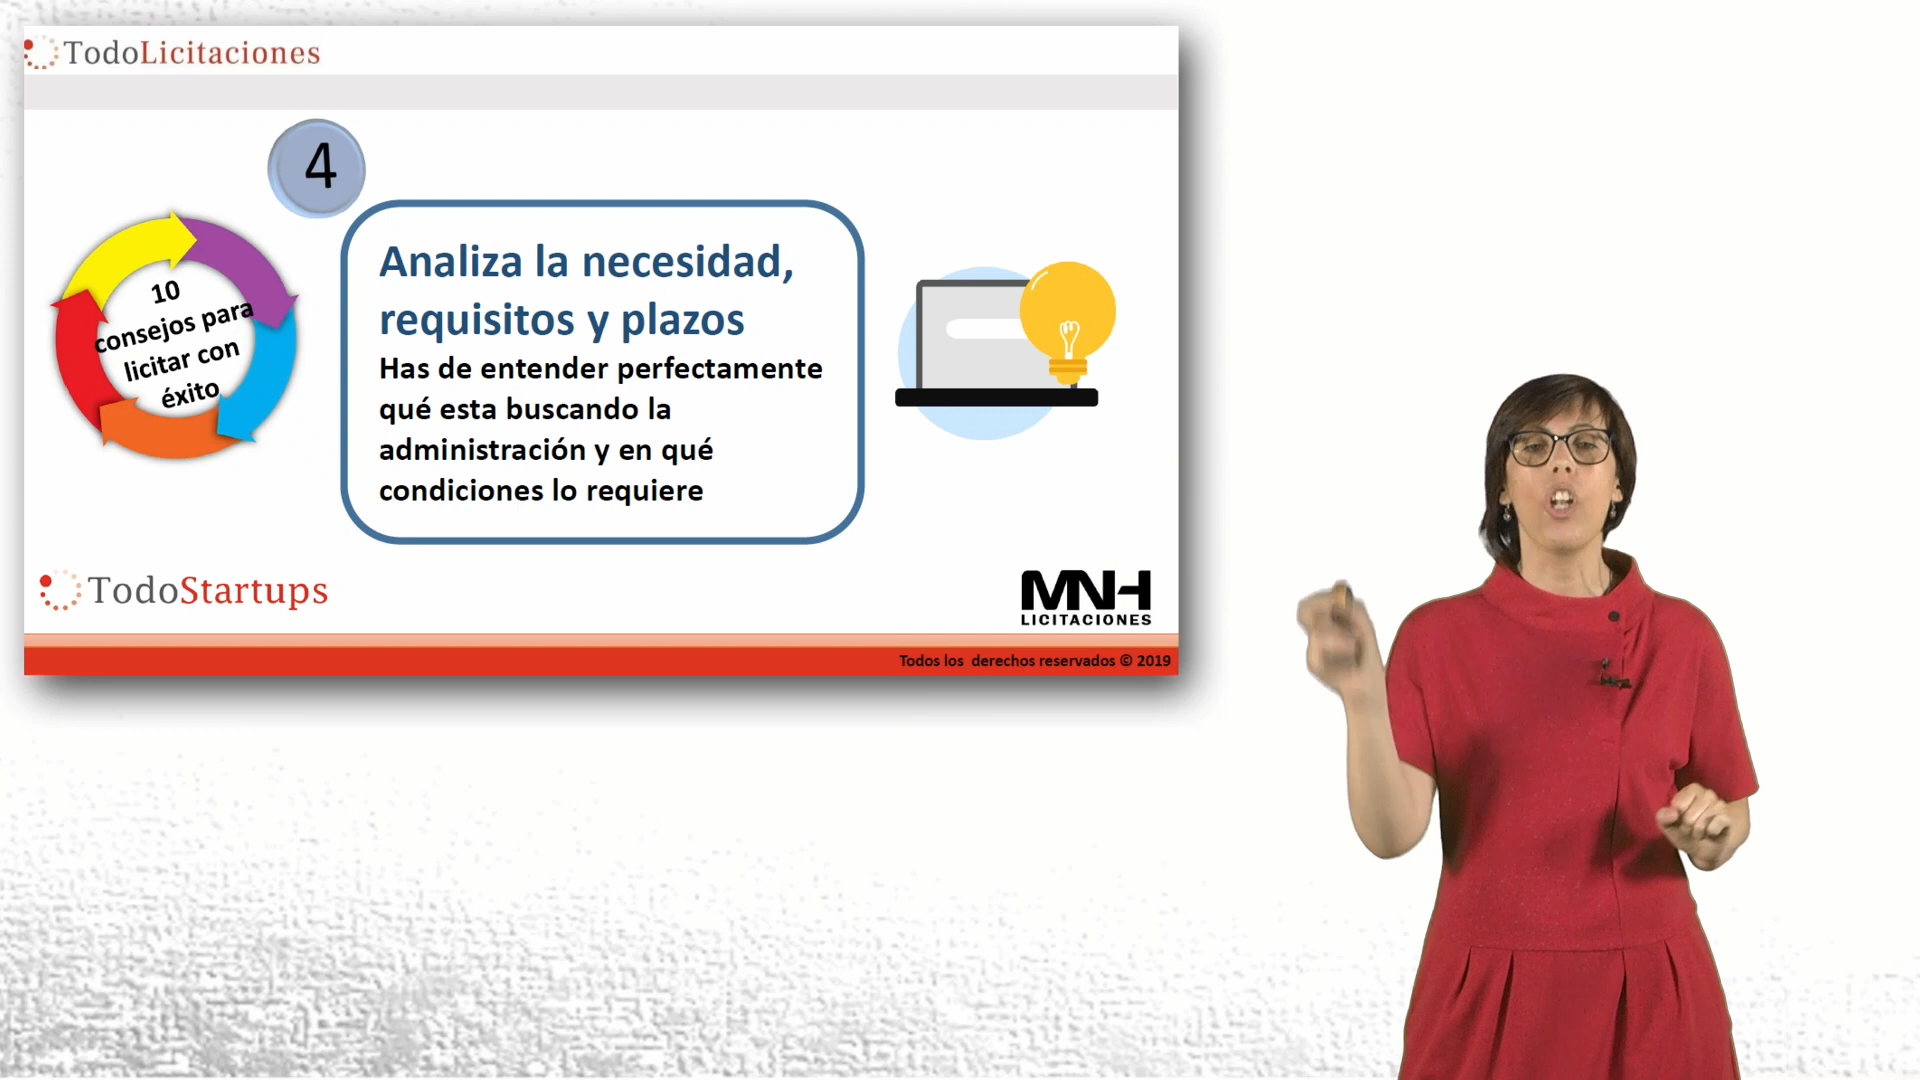 TodoLicitaciones
4
10
consejos para
licitar con
éxito
Analiza la necesidad,
requisitos y plazos
Has de entender perfectamente
qué esta buscando la
administración y en qué
condiciones lo requiere
TodoStartups
MNH
LICITACIONES
Todos los derechos reservados © 2019